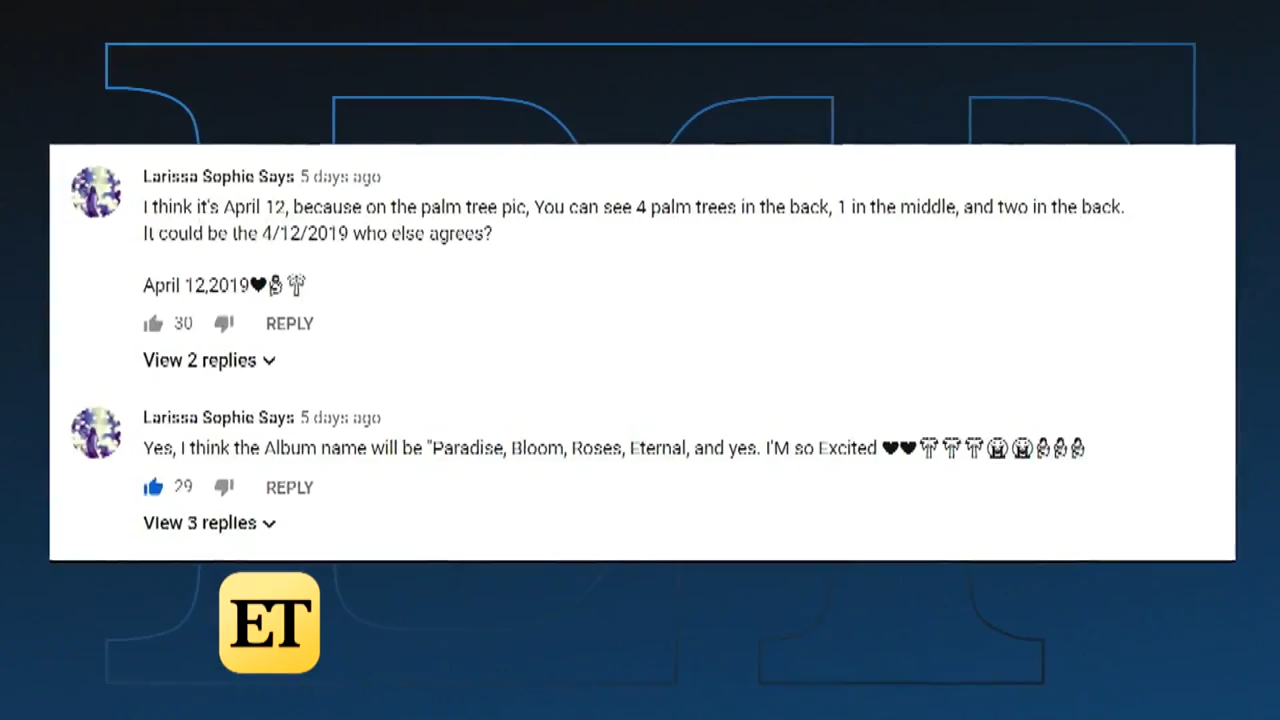 Larissa Sophie Says 5 days ago
I think it's April 12, because on the palm tree pic, You can see 4 palm trees in the back, 1 in the middle, and two in the back.
It could be the 4/12/2019 who else agrees?
April 12,2019
30 REPLY
View 2 replies
Larissa Sophie Says 5 days ago
Yes, I think the Album name will be "Paradise, Bloom, Roses, Eternal, and yes. I'M so Excited
29 REPLY
View 3 replies
ET